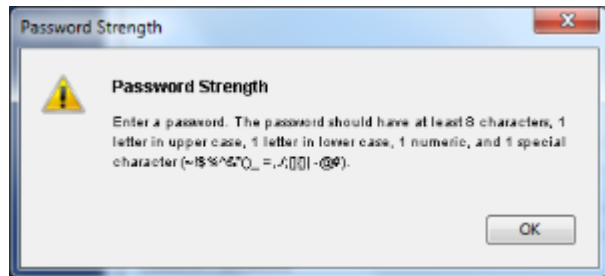 Password Strength
Password Strength
Enter a password. The password should have at least 8 characters, 1
letter in upper case, 1 letter in lower case, 1 numeric, and 1 special
character (~!$%^&*()_ =,./;[]{}| -@#).
OK